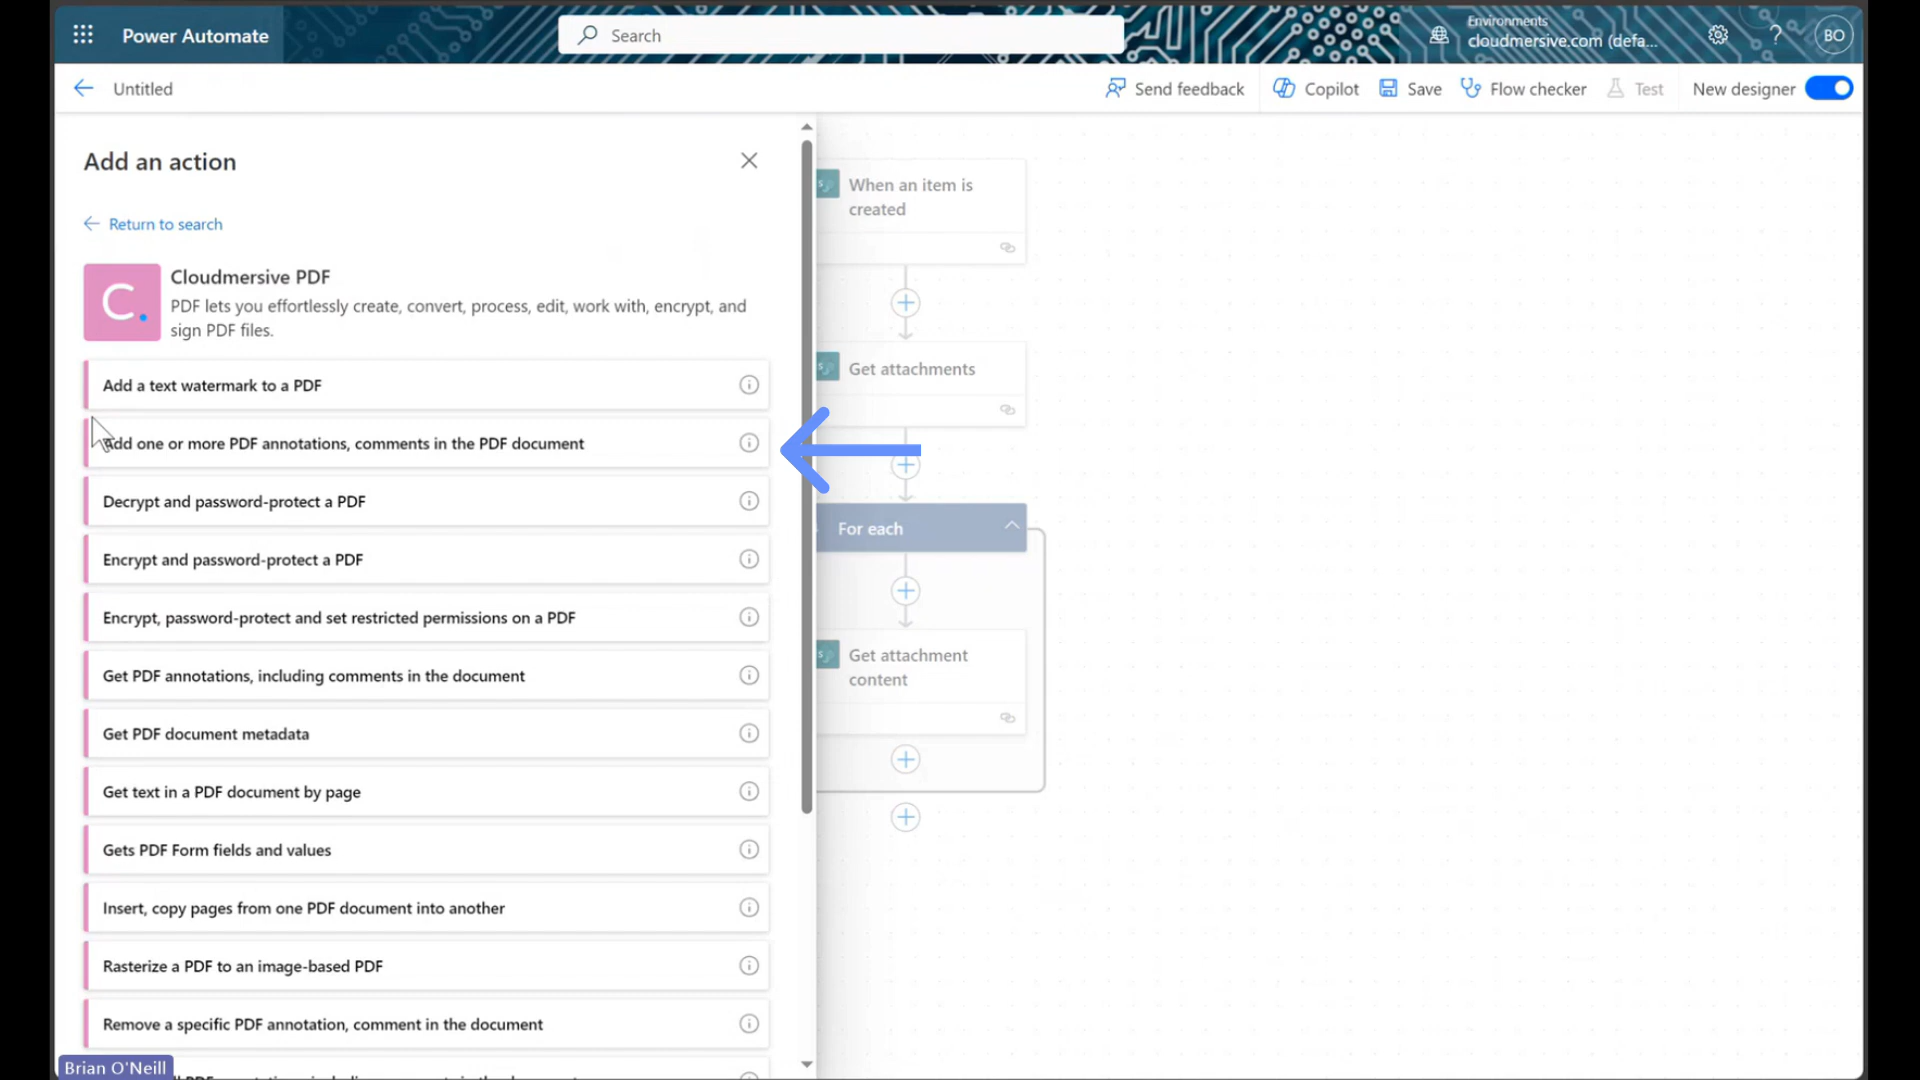 Power Automate
Search
Environments
cloudmersive.com (defa...
?
BO
Untitled
Send feedback
Copilot
Save
Flow checker
Test
New designer
Add an action
Return to search
C.
Cloudmersive PDF
PDF lets you effortlessly create, convert, process, edit, work with, encrypt, and
sign PDF files.
Add a text watermark to a PDF
Add one or more PDF annotations, comments in the PDF document
Decrypt and password-protect a PDF
Encrypt and password-protect a PDF
Encrypt, password-protect and set restricted permissions on a PDF
Get PDF annotations, including comments in the document
Get PDF document metadata
Get text in a PDF document by page
Gets PDF Form fields and values
Insert, copy pages from one PDF document into another
Rasterize a PDF to an image-based PDF
Remove a specific PDF annotation, comment in the document
Brian O'Neill
When an item is
created
Get attachments
For each
Get attachment
content